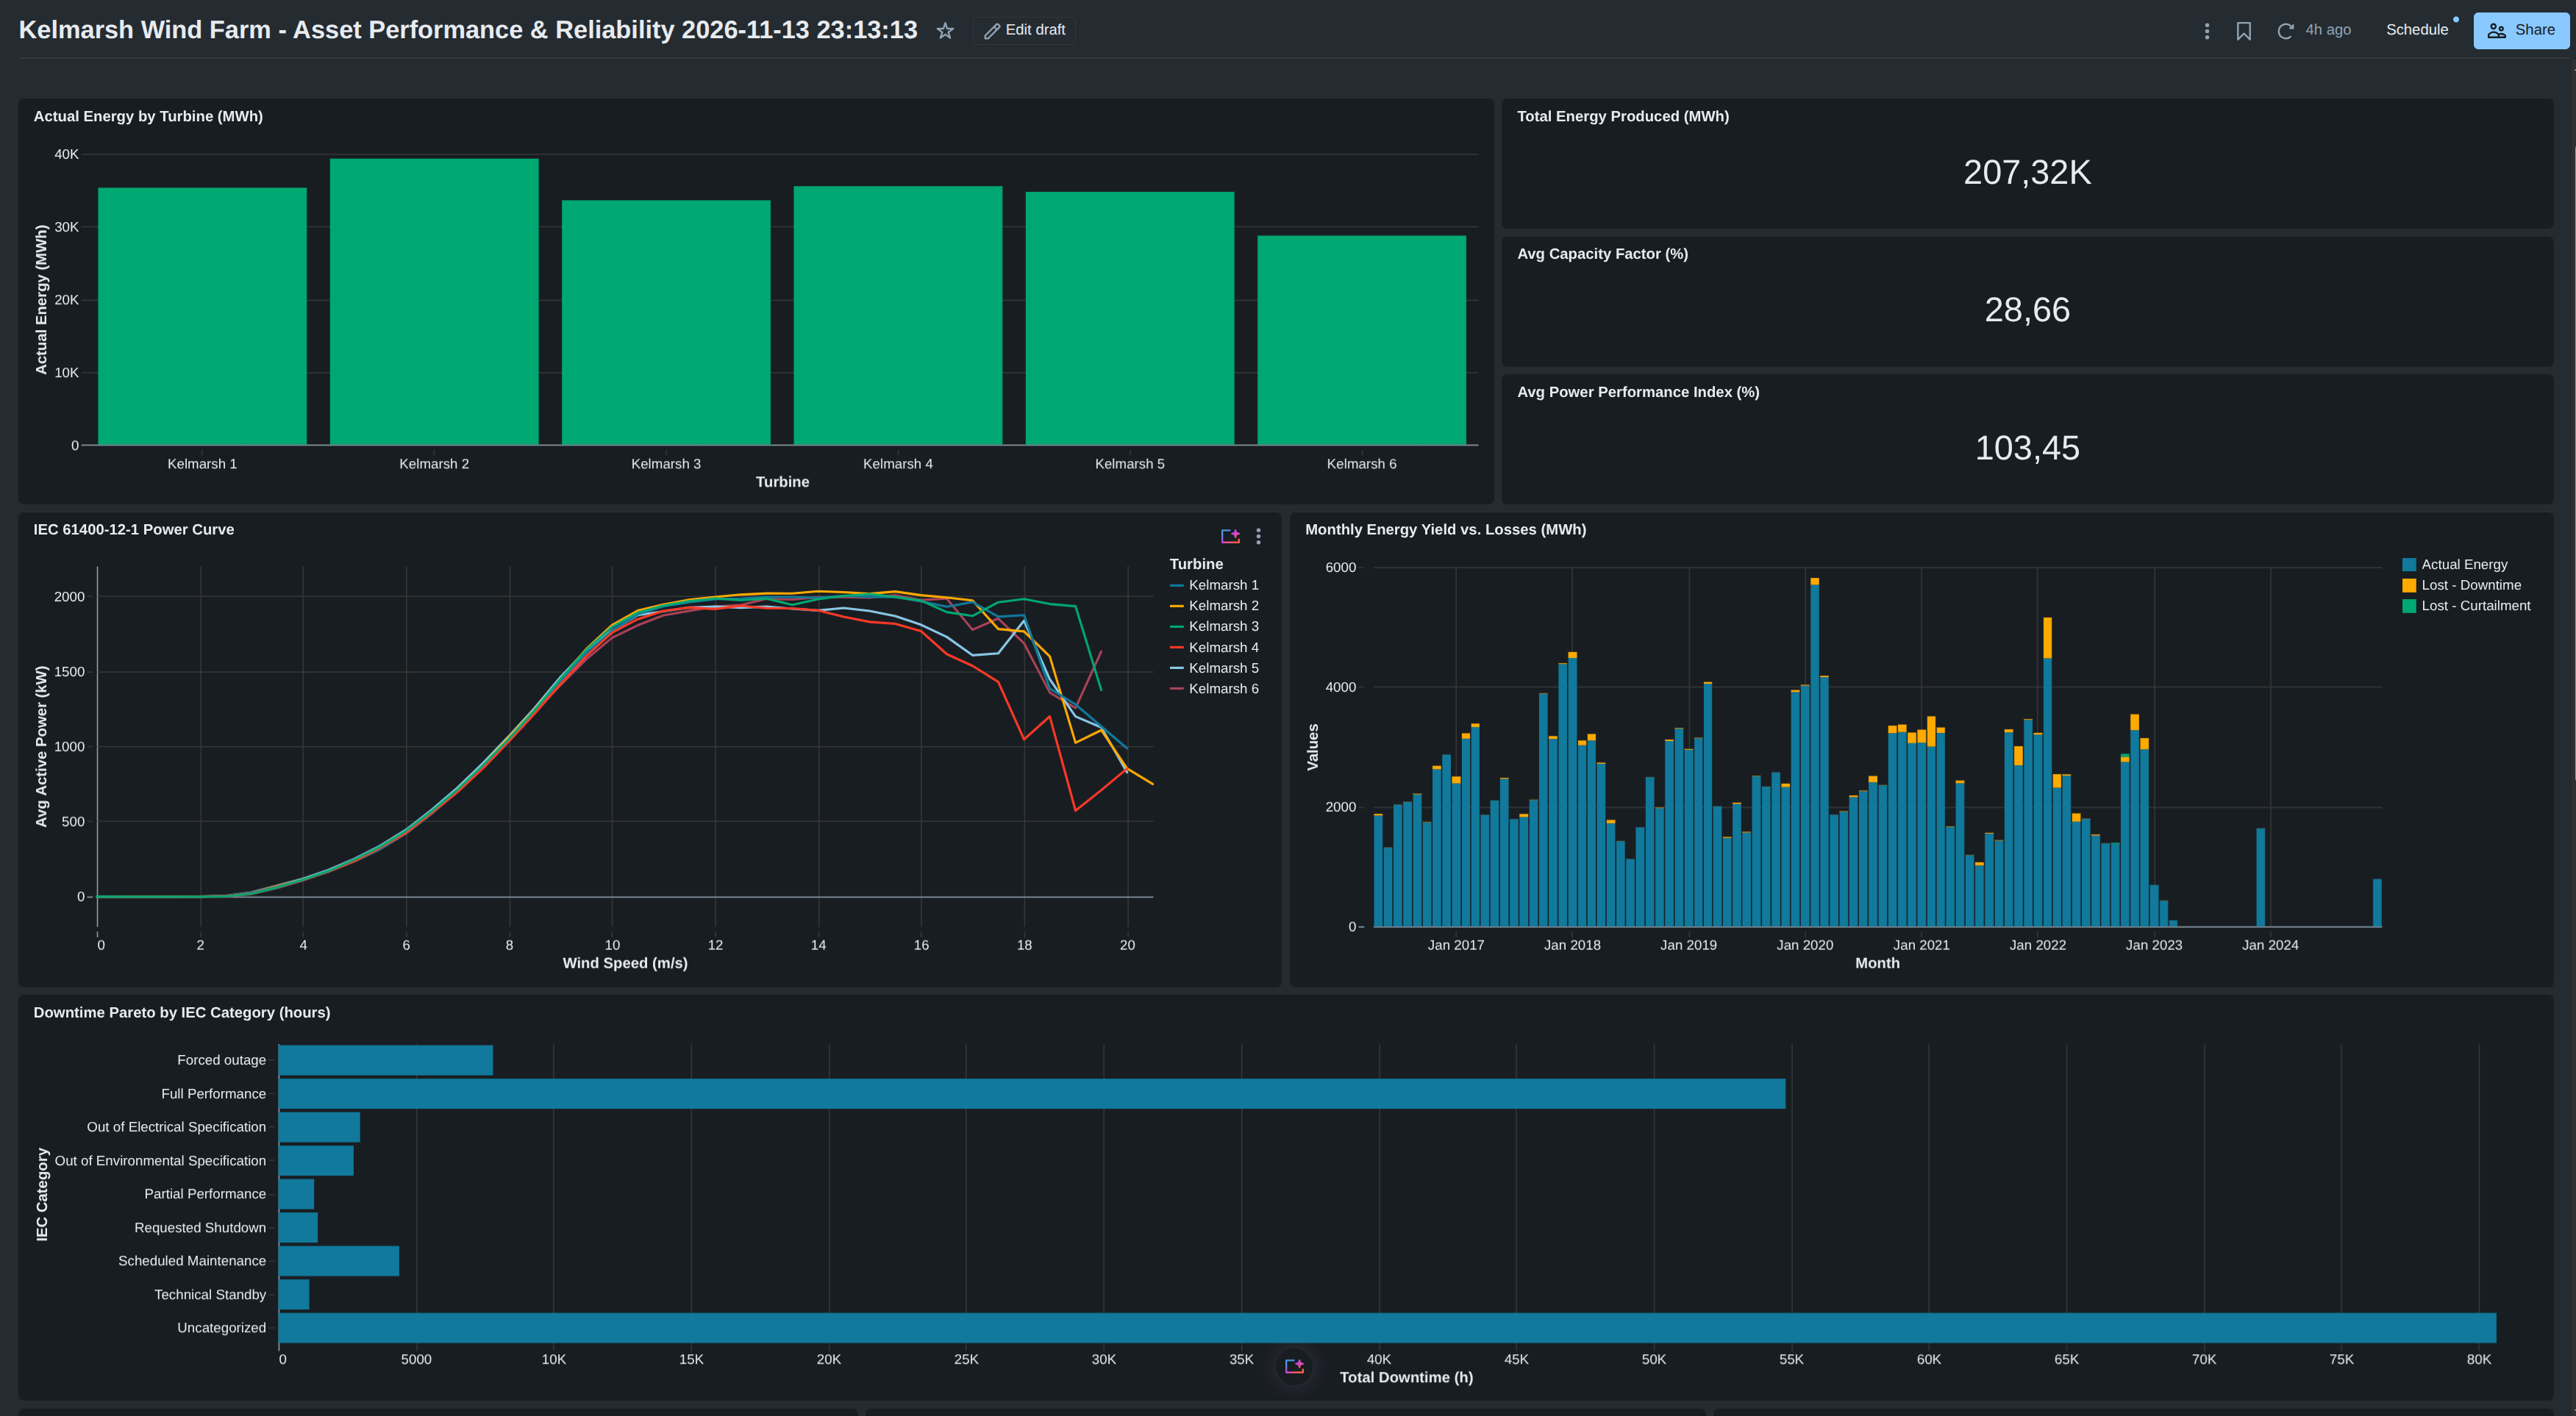 Kelmarsh Wind Farm - Asset Performance & Reliability 2026-11-13 23:13:13
Edit draft
4h ago
Schedule
Share
Actual Energy by Turbine (MWh)
Actual Energy (MWh)
40K
30K
20K
10K
0
Kelmarsh 1
Kelmarsh 2
Kelmarsh 3
Kelmarsh 4
Kelmarsh 5
Kelmarsh 6
Turbine
Total Energy Produced (MWh)
207,32K
Avg Capacity Factor (%)
28,66
Avg Power Performance Index (%)
103,45
IEC 61400-12-1 Power Curve
Avg Active Power (kW)
2000
1500
1000
500
0
0
2
4
6
8
10
12
14
16
18
20
Wind Speed (m/s)
Turbine
Kelmarsh 1
Kelmarsh 2
Kelmarsh 3
Kelmarsh 4
Kelmarsh 5
Kelmarsh 6
Monthly Energy Yield vs. Losses (MWh)
Values
6000
4000
2000
0
Jan 2017
Jan 2018
Jan 2019
Jan 2020
Jan 2021
Jan 2022
Jan 2023
Jan 2024
Month
Actual Energy
Lost - Downtime
Lost - Curtailment
Downtime Pareto by IEC Category (hours)
IEC Category
Forced outage
Full Performance
Out of Electrical Specification
Out of Environmental Specification
Partial Performance
Requested Shutdown
Scheduled Maintenance
Technical Standby
Uncategorized
0
5000
10K
15K
20K
25K
30K
35K
40K
45K
50K
55K
60K
65K
70K
75K
80K
Total Downtime (h)